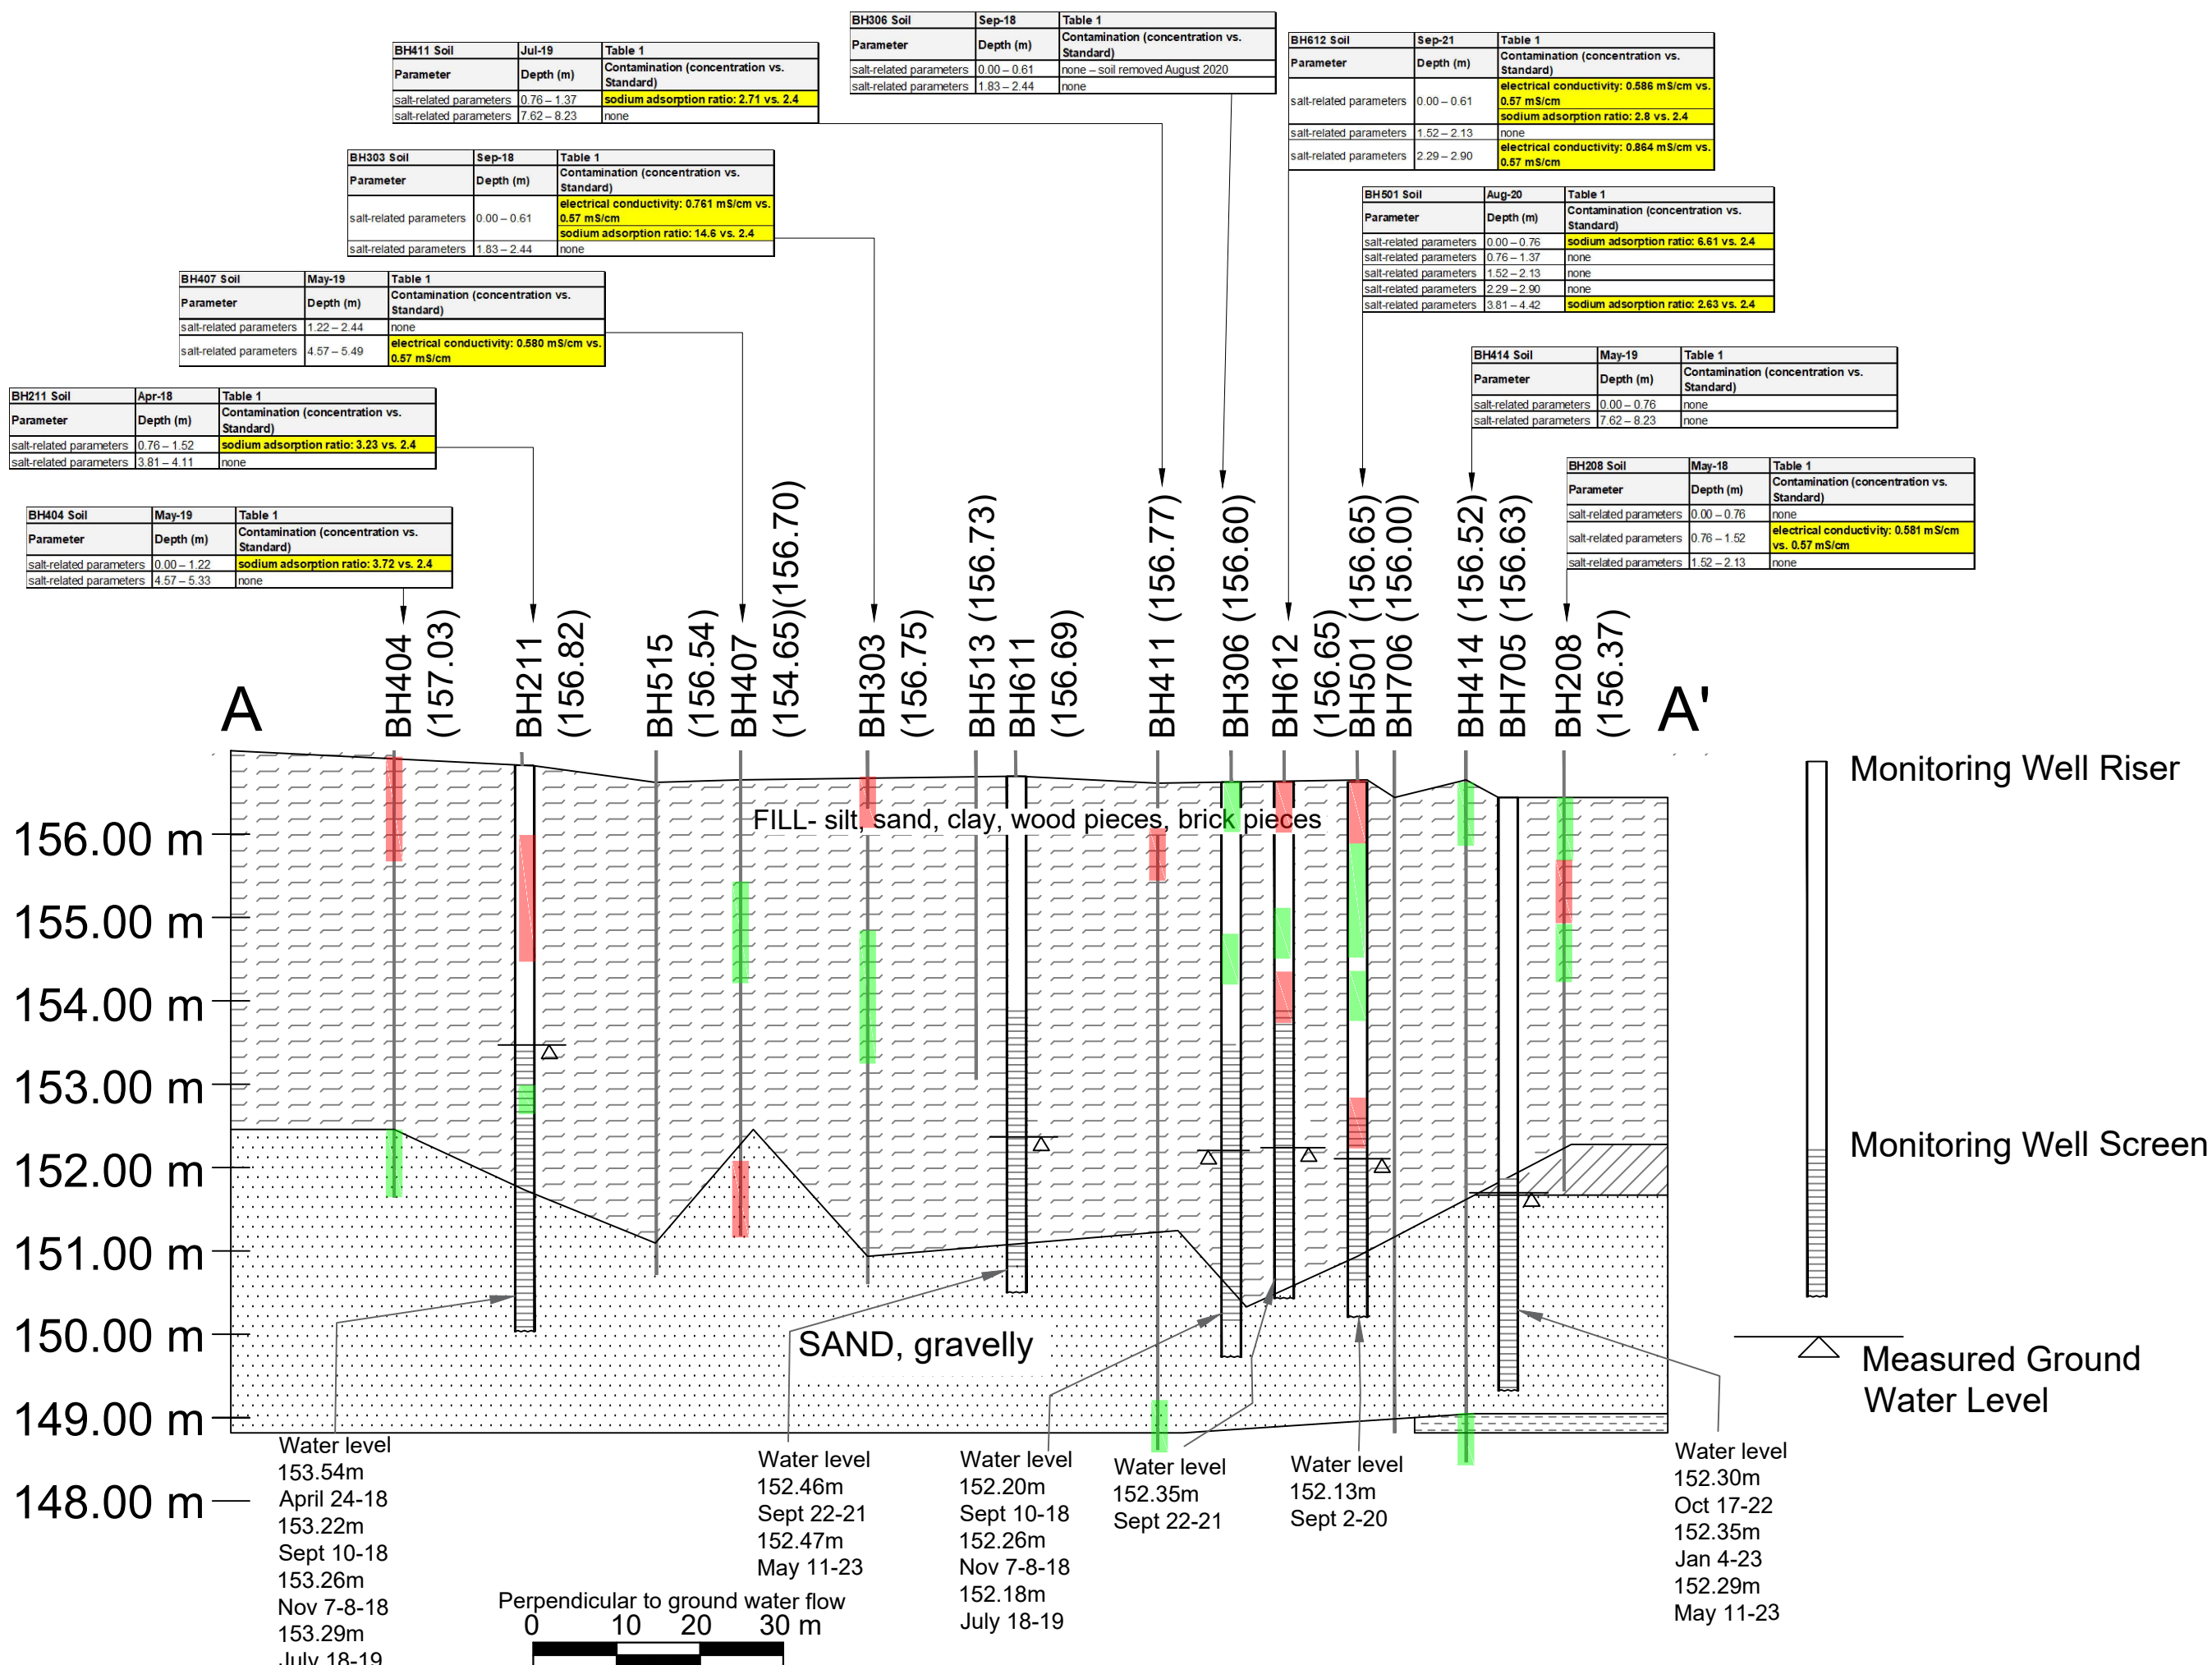 BH306 Soil Sep-18 Table 1
Parameter Depth (m) Contamination (concentration vs.
Standard)
salt-related parameters 0.00 – 0.61 none – soil removed August 2020
salt-related parameters 1.83 – 2.44 none
BH411 Soil Jul-19 Table 1
Parameter Depth (m) Contamination (concentration vs.
Standard)
salt-related parameters 0.76 – 1.37 sodium adsorption ratio: 2.71 vs. 2.4
salt-related parameters 7.62 – 8.23 none
BH612 Soil Sep-21 Table 1
Parameter Depth (m) Contamination (concentration vs.
Standard)
salt-related parameters 0.00 – 0.61 electrical conductivity: 0.586 mS/cm vs.
0.57 mS/cm
sodium adsorption ratio: 2.8 vs. 2.4
salt-related parameters 1.52 – 2.13 none
salt-related parameters 2.29 – 2.90 electrical conductivity: 0.864 mS/cm vs.
0.57 mS/cm
BH303 Soil Sep-18 Table 1
Parameter Depth (m) Contamination (concentration vs.
Standard)
salt-related parameters 0.00 – 0.61 electrical conductivity: 0.761 mS/cm vs.
0.57 mS/cm
sodium adsorption ratio: 14.6 vs. 2.4
salt-related parameters 1.83 – 2.44 none
BH501 Soil Aug-20 Table 1
Parameter Depth (m) Contamination (concentration vs.
Standard)
salt-related parameters 0.00 – 0.76 sodium adsorption ratio: 6.61 vs. 2.4
salt-related parameters 0.76 – 1.37 none
salt-related parameters 1.52 – 2.13 none
salt-related parameters 2.29 – 2.90 none
salt-related parameters 3.81 – 4.42 sodium adsorption ratio: 2.63 vs. 2.4
BH407 Soil May-19 Table 1
Parameter Depth (m) Contamination (concentration vs.
Standard)
salt-related parameters 1.22 – 2.44 none
salt-related parameters 4.57 – 5.49 electrical conductivity: 0.580 mS/cm vs.
0.57 mS/cm
BH414 Soil May-19 Table 1
Parameter Depth (m) Contamination (concentration vs.
Standard)
salt-related parameters 0.00 – 0.76 none
salt-related parameters 7.62 – 8.23 none
BH211 Soil Apr-18 Table 1
Parameter Depth (m) Contamination (concentration vs.
Standard)
salt-related parameters 0.76 – 1.52 sodium adsorption ratio: 3.23 vs. 2.4
salt-related parameters 3.81 – 4.11 none
BH208 Soil May-18 Table 1
Parameter Depth (m) Contamination (concentration vs.
Standard)
salt-related parameters 0.00 – 0.76 none
salt-related parameters 0.76 – 1.52 electrical conductivity: 0.581 mS/cm
vs. 0.57 mS/cm
salt-related parameters 1.52 – 2.13 none
BH404 Soil May-19 Table 1
Parameter Depth (m) Contamination (concentration vs.
Standard)
salt-related parameters 0.00 – 1.22 sodium adsorption ratio: 3.72 vs. 2.4
salt-related parameters 4.57 – 5.33 none
A
BH404
(157.03)
BH211
(156.82)
BH515
(156.54)
BH407
(154.65)(156.70)
BH303
(156.75)
BH513 (156.73)
BH611
(156.69)
BH411 (156.77)
BH306 (156.60)
BH612
(156.65)
BH501 (156.65)
BH706 (156.00)
BH414 (156.52)
BH705 (156.63)
BH208
(156.37)
A'
Monitoring Well Riser
FILL- silt, sand, clay, wood pieces, brick pieces
156.00 m
155.00 m
154.00 m
153.00 m
Monitoring Well Screen
152.00 m
151.00 m
150.00 m
SAND, gravelly
Measured Ground
Water Level
149.00 m
148.00 m
Water level
153.54m
April 24-18
153.22m
Sept 10-18
153.26m
Nov 7-8-18
153.29m
July 18-19
Water level
152.46m
Sept 22-21
152.47m
May 11-23
Water level
152.20m
Sept 10-18
152.26m
Nov 7-8-18
152.18m
July 18-19
Water level
152.35m
Sept 22-21
Water level
152.13m
Sept 2-20
Water level
152.30m
Oct 17-22
152.35m
Jan 4-23
152.29m
May 11-23
Perpendicular to ground water flow
0 10 20 30 m